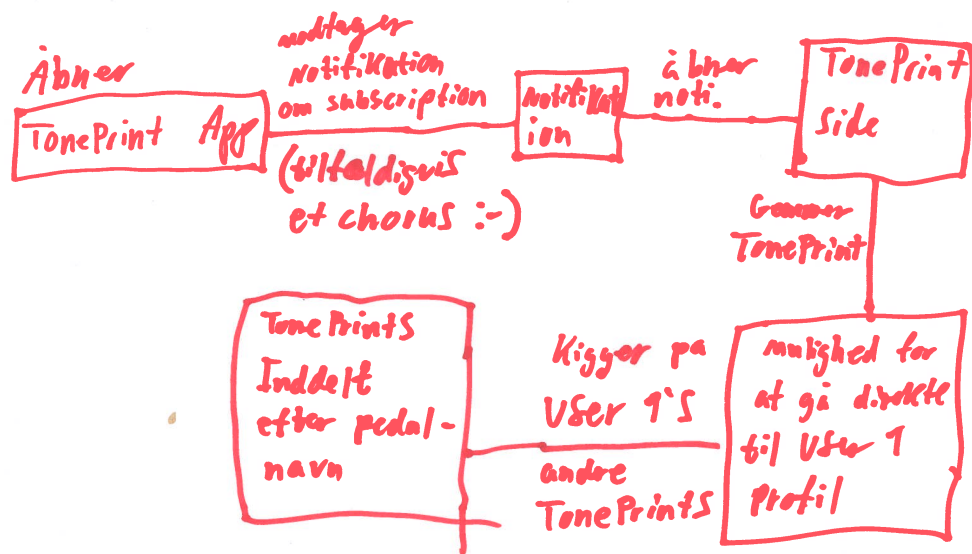 Åbner
TonePrint App
modtager
notifikation
om subscription
(tilfældigvis
et chorus :-)
notifikat
ion
åbner
noti.
TonePrint
side
Gemmer
TonePrint
mulighed for
at gå direkte
til User 1
Profil
Kigger på
User 1's
andre
TonePrints
TonePrints
Inddelt
efter pedal-
navn